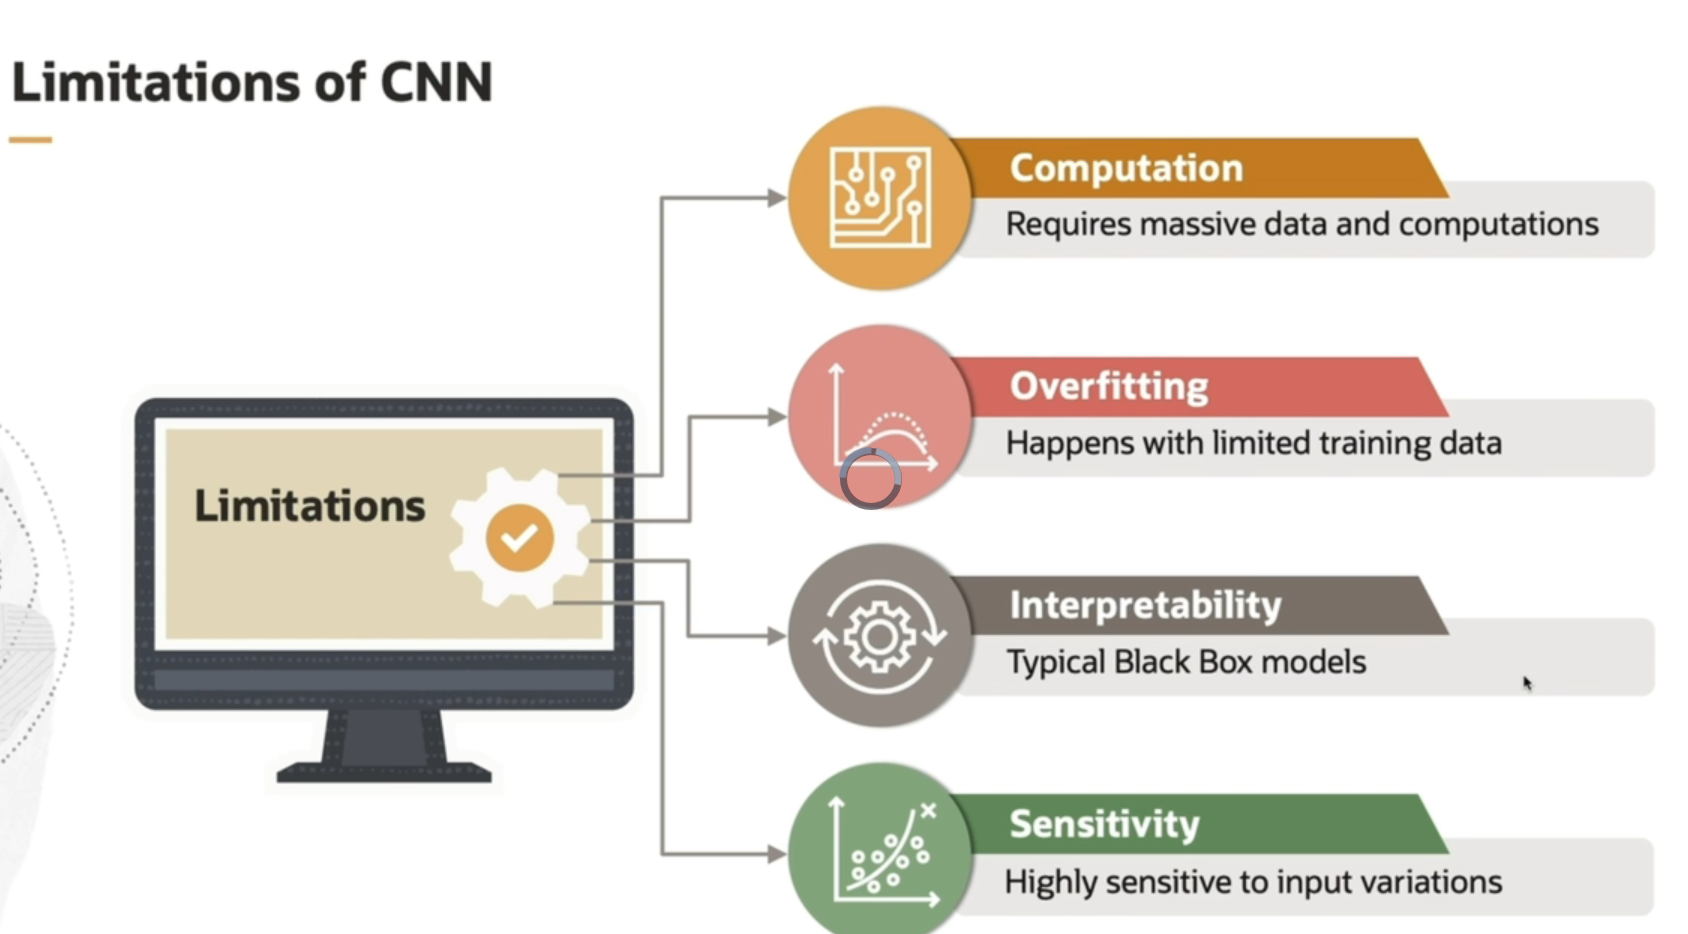 Limitations of CNN
Computation
Requires massive data and computations
Overfitting
Happens with limited training data
Limitations
Interpretability
Typical Black Box models
Sensitivity
Highly sensitive to input variations